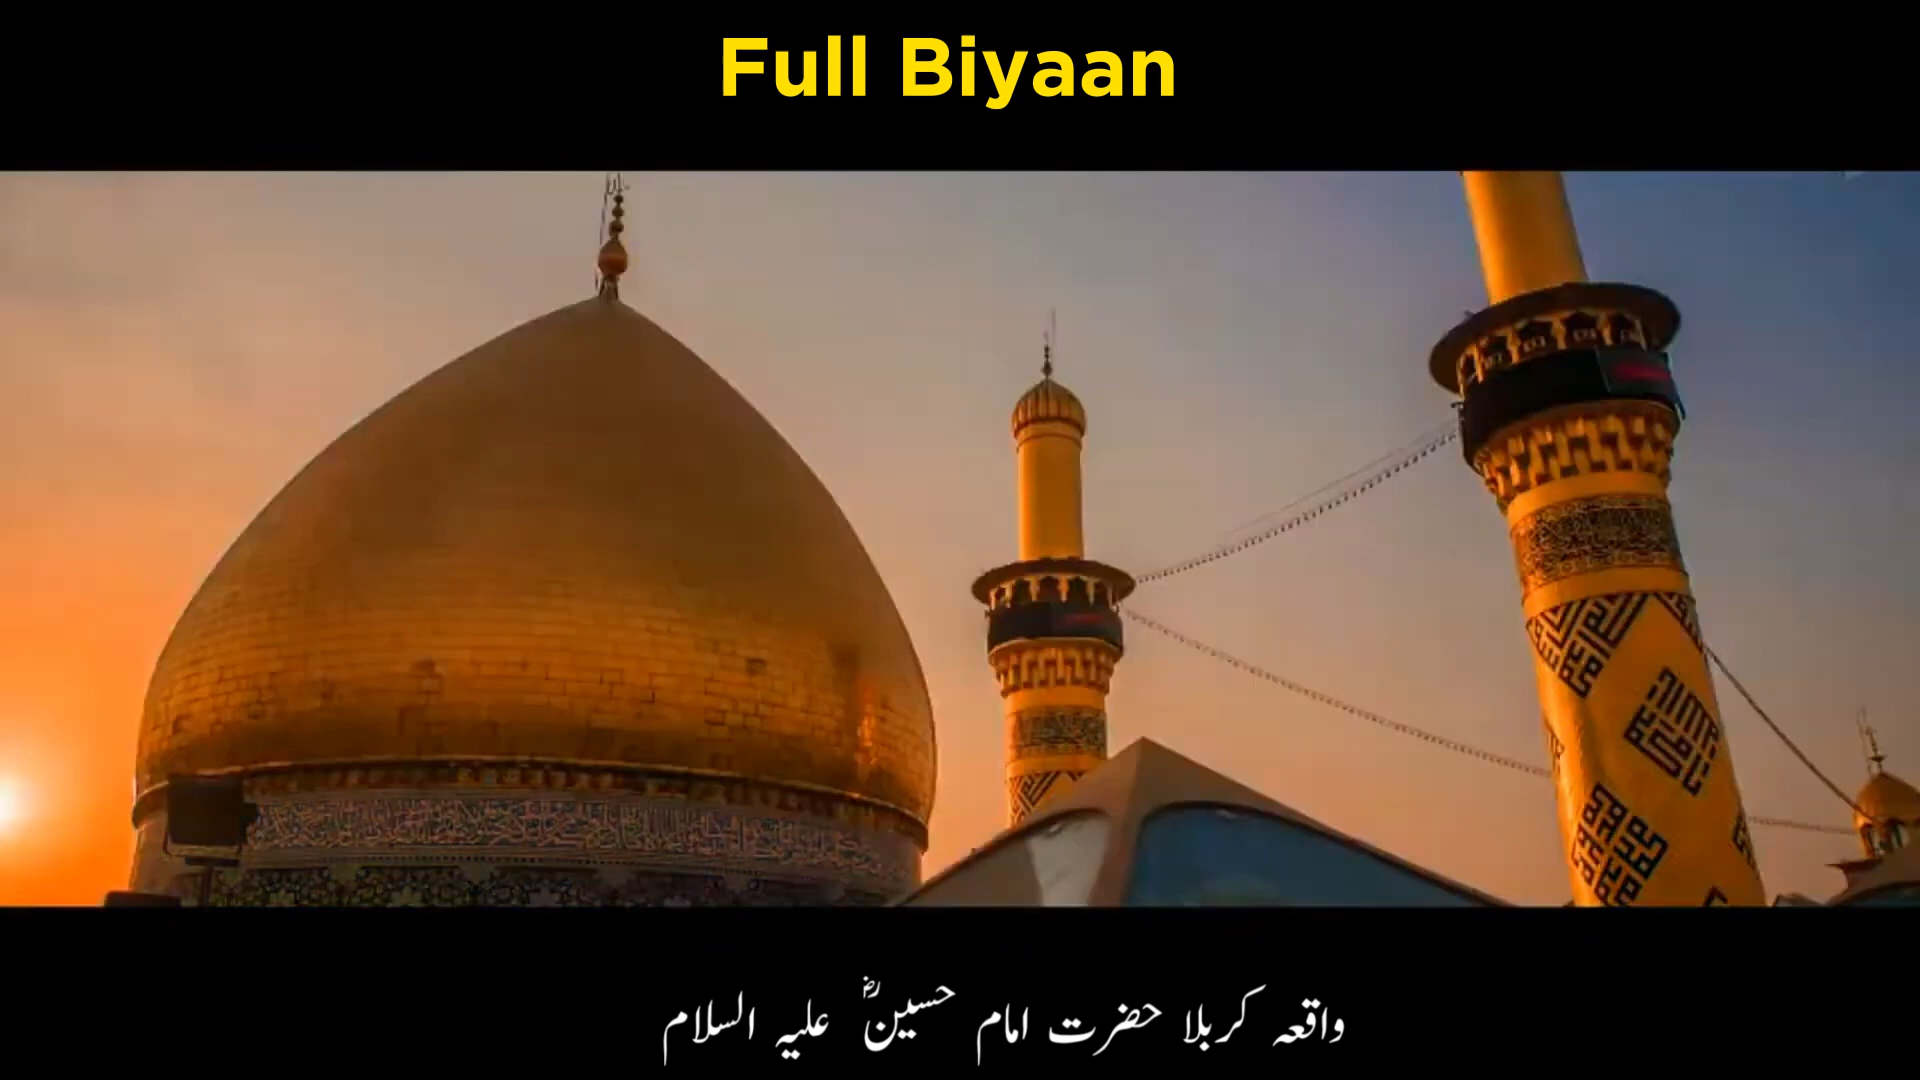 Full Biyaan
واقعہ کربلا حضرت امام حسینؓ علیہ السلام